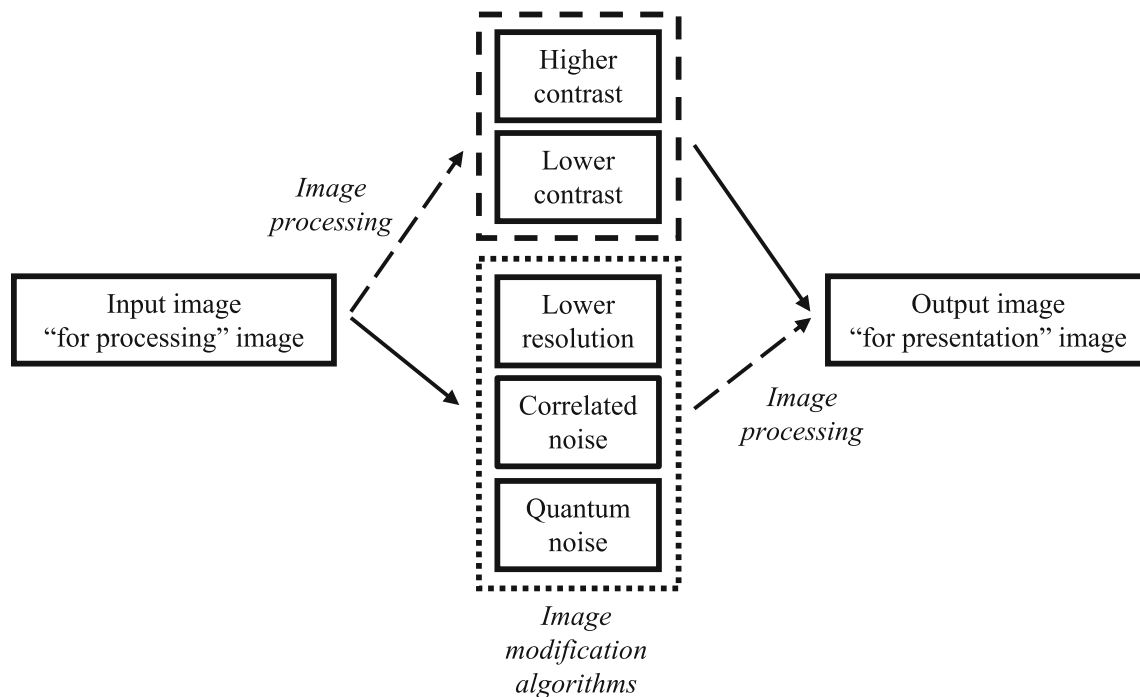 Higher
contrast
Lower
contrast
Image
processing
Input image
“for processing” image
Lower
resolution
Correlated
noise
Quantum
noise
Output image
“for presentation” image
Image
processing
Image
modification
algorithms